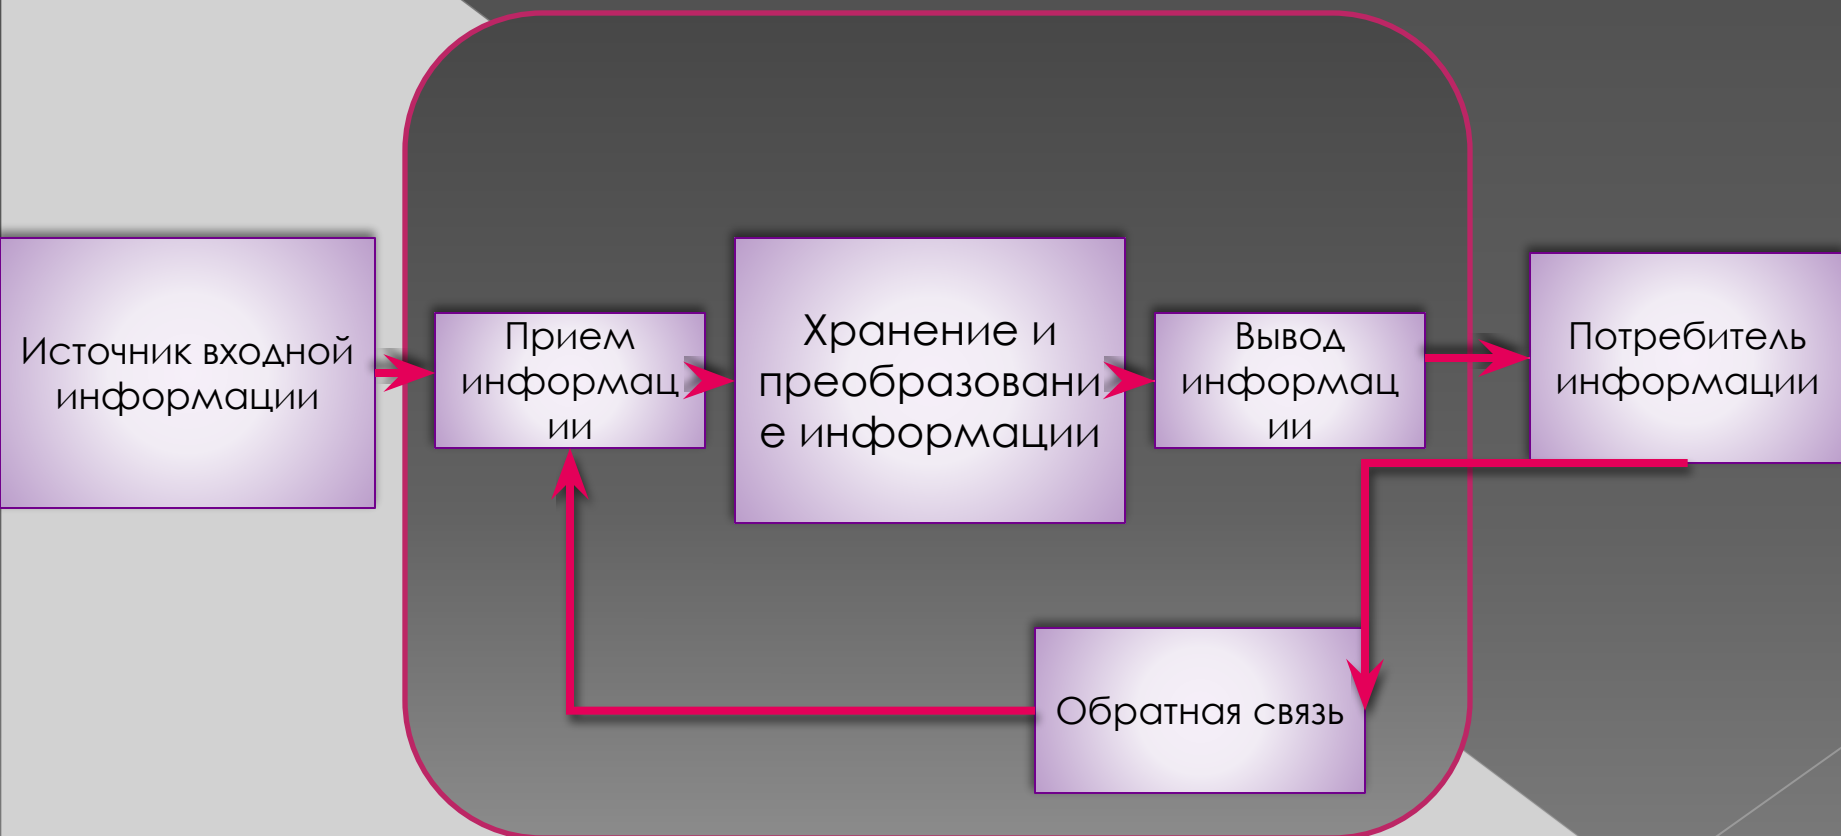 Источник входной
информации
Прием
информац
ии
Хранение и
преобразовани
е информации
Вывод
информац
ии
Потребитель
информации
Обратная связь